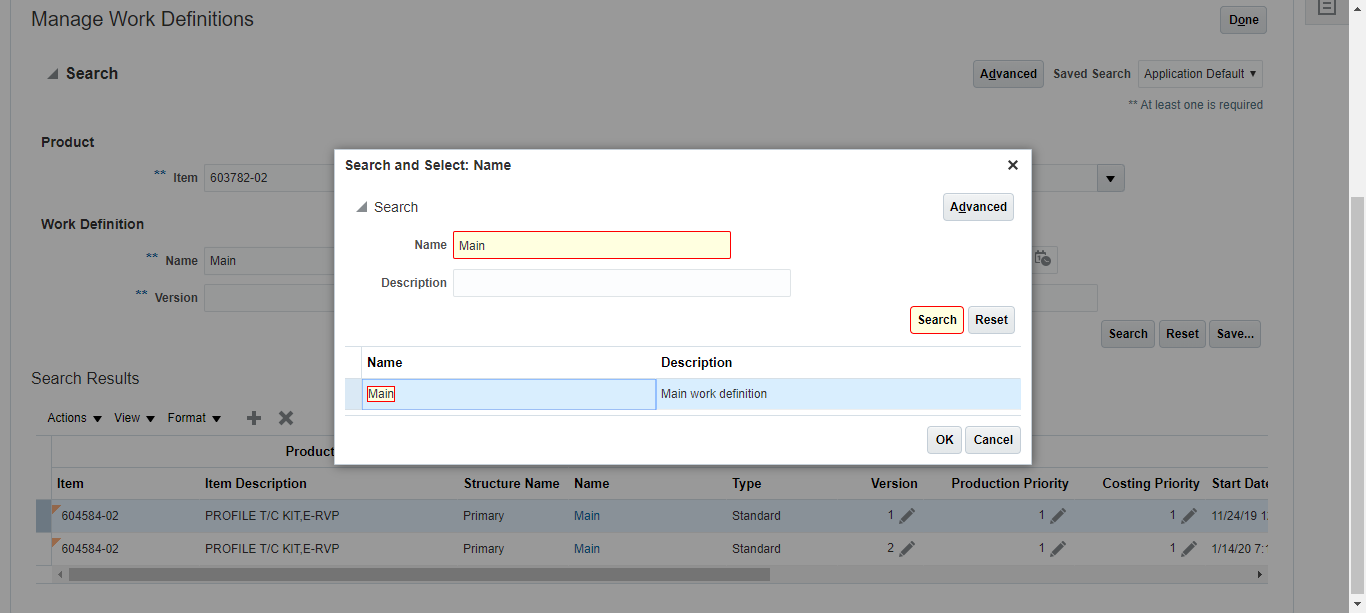 Manage Work Definitions
Done
Search
Advanced Saved Search Application Default
** At least one is required
Product
** Item 603782-02
Work Definition
** Name Main
** Version
Search Reset Save...
Search and Select: Name
Search
Advanced
Name Main
Description
Search Reset
Name Description
Main Main work definition
OK Cancel
Search Results
Actions View Format
Product
Item Item Description Structure Name Name Type Version Production Priority Costing Priority Start Date
604584-02 PROFILE T/C KIT,E-RVP Primary Main Standard 1 1 1 11/24/19
604584-02 PROFILE T/C KIT,E-RVP Primary Main Standard 2 1 1 1/14/20